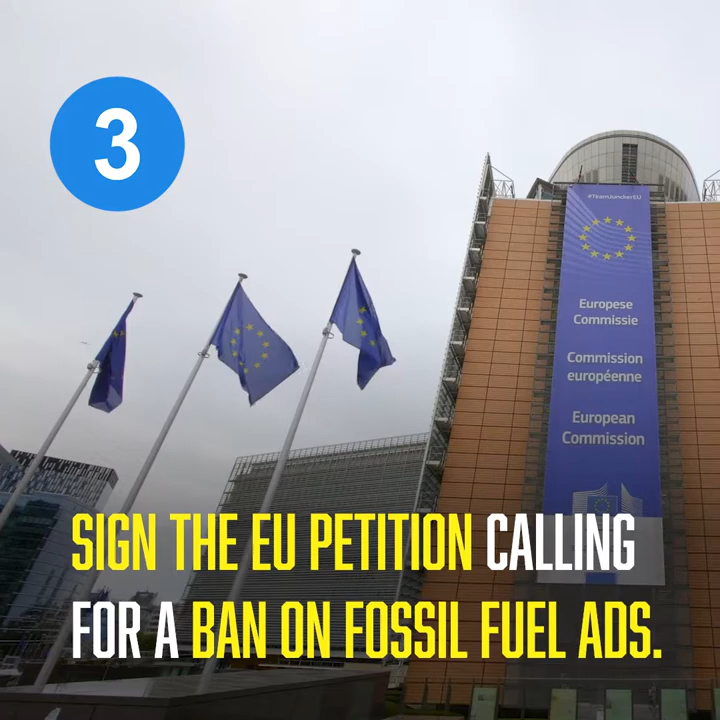 3
#TeamJunckerEU
Europese
Commissie
Commission
européenne
European
Commission
SIGN THE EU PETITION CALLING
FOR A BAN ON FOSSIL FUEL ADS.